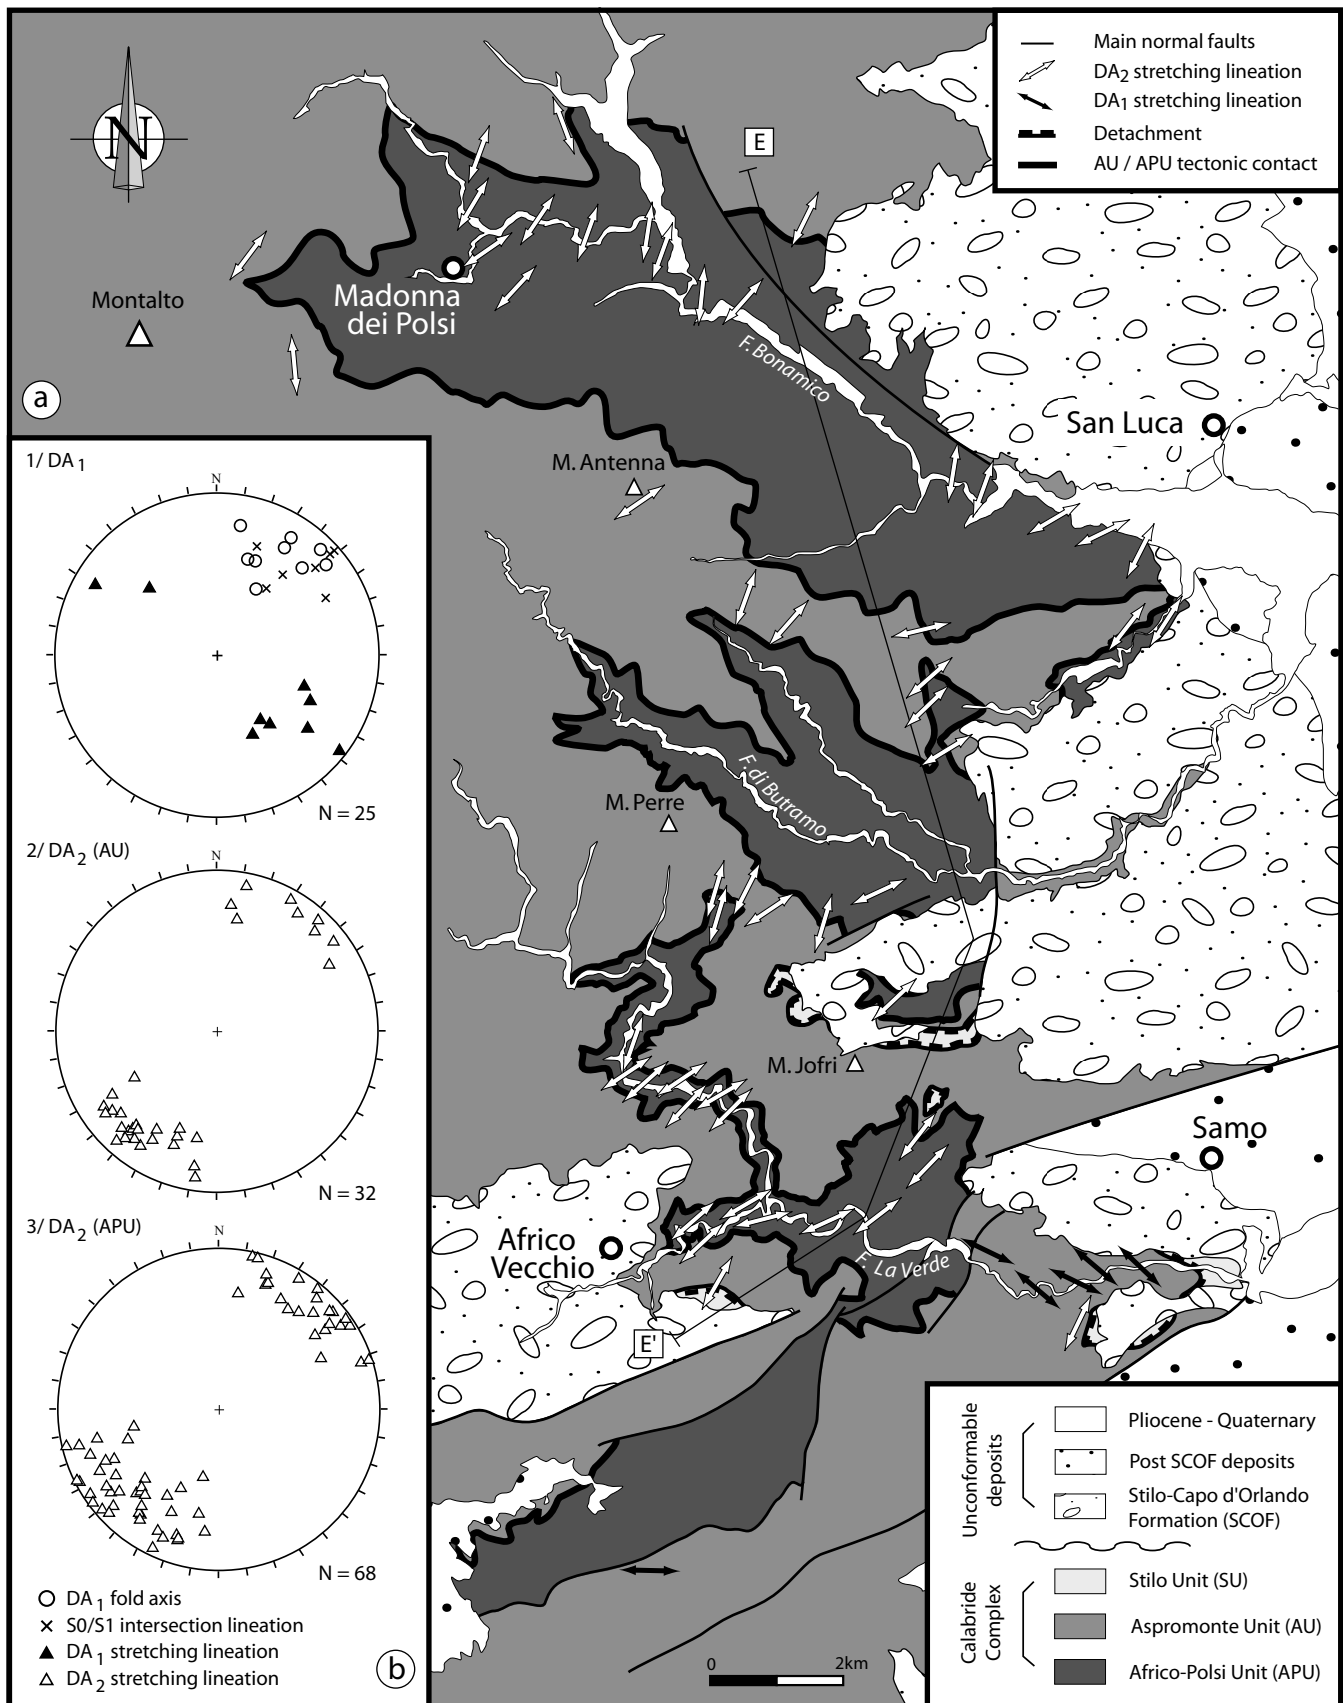 Main normal faults
DA2 stretching lineation
DA1 stretching lineation
Detachment
AU / APU tectonic contact
N
E
Montalto
Madonna
dei Polsi
F. Bonamico
San Luca
a
M. Antenna
1/ DA1
N
N = 25
2/ DA2 (AU)
N
N = 32
3/ DA2 (APU)
N
N = 68
DA1 fold axis
S0/S1 intersection lineation
DA1 stretching lineation
DA2 stretching lineation
b
M. Perre
F. di Butramo
M. Jofri
Samo
Africo
Vecchio
F. La Verde
E'
0 2km
Unconformable
deposits
Pliocene - Quaternary
Post SCOF deposits
Stilo-Capo d'Orlando
Formation (SCOF)
Calabride
Complex
Stilo Unit (SU)
Aspromonte Unit (AU)
Africo-Polsi Unit (APU)